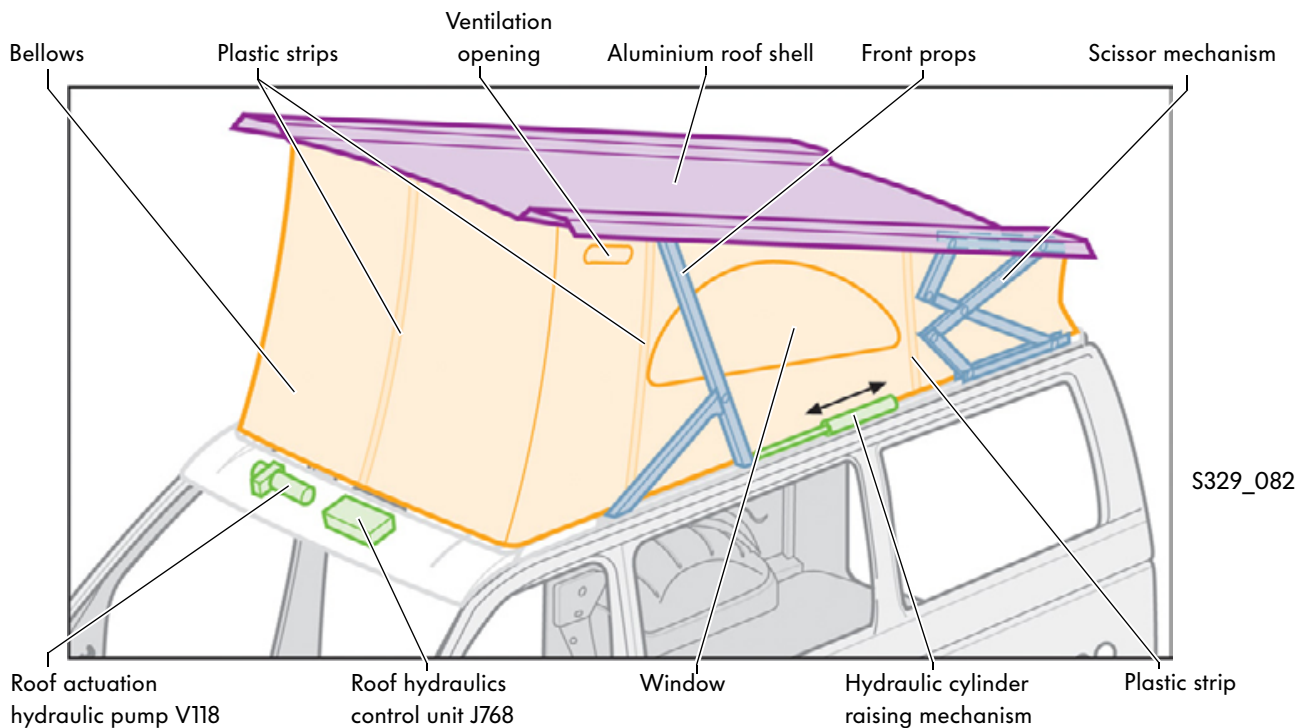 Bellows
Plastic strips
Ventilation
opening
Aluminium roof shell
Front props
Scissor mechanism
S329_082
Roof actuation
hydraulic pump V118
Roof hydraulics
control unit J768
Window
Hydraulic cylinder
raising mechanism
Plastic strip